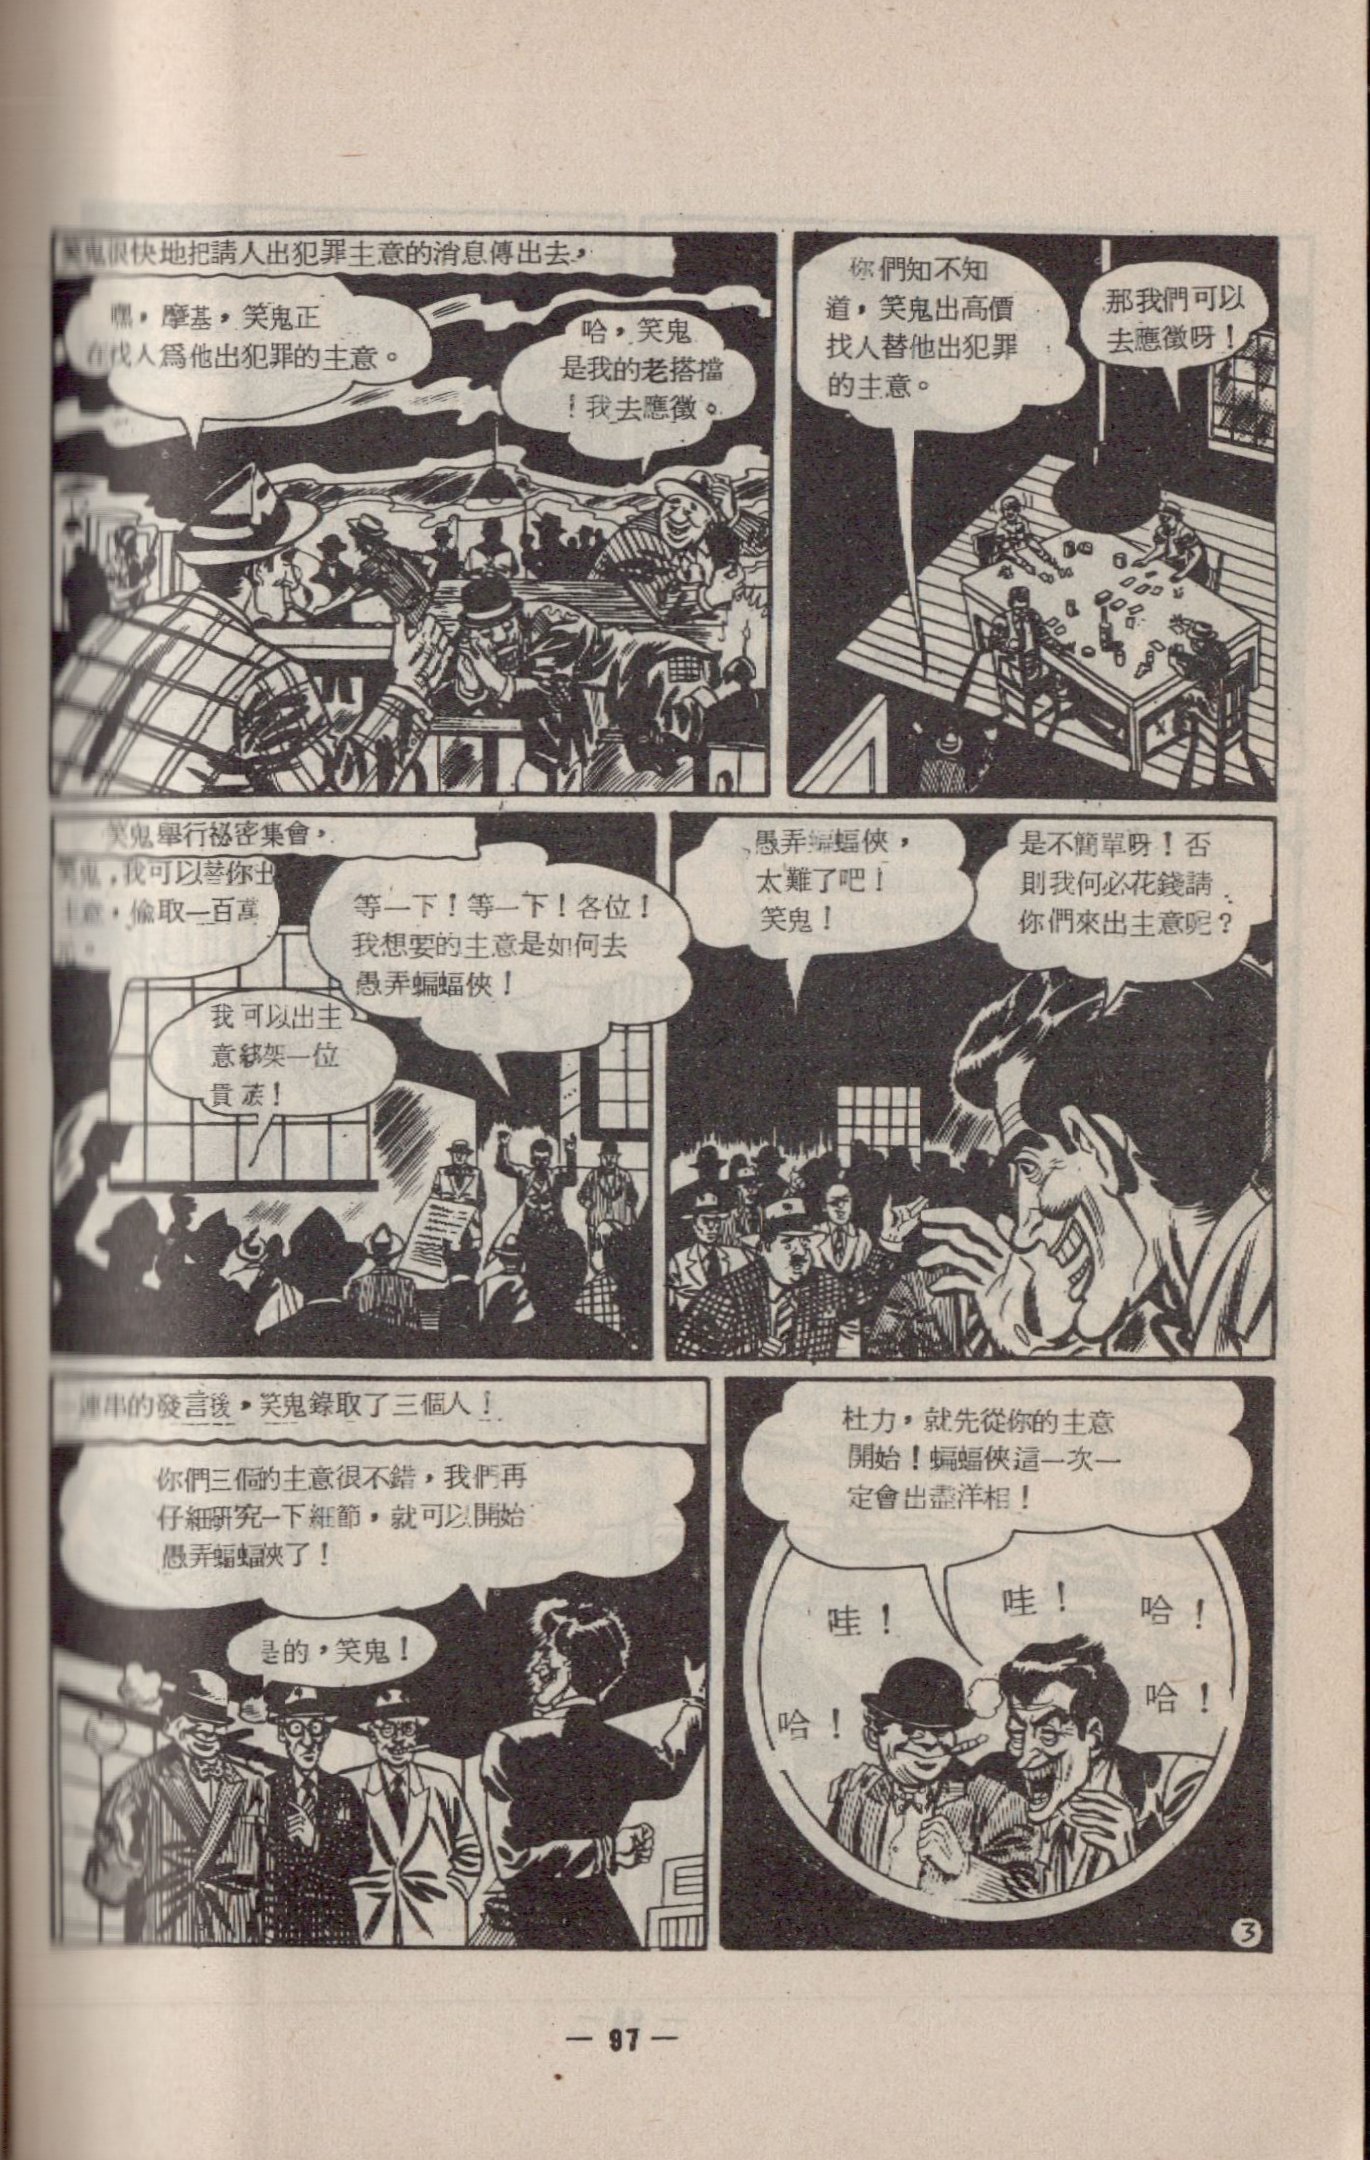 笑鬼很快地把請人出犯罪主意的消息傳出去，
嘿，摩基，笑鬼正
在找人爲他出犯罪的主意。
哈，笑鬼
是我的老搭擋
！我去應徵。
你們知不知
道，笑鬼出高價
找人替他出犯罪
的主意。
那我們可以
去應徵呀！
笑鬼舉行祕密集會，
笑鬼，我可以替你出
主意，偷取一百萬
元。
我可以出主
意綁架一位
貴族！
等一下！等一下！各位！
我想要的主意是如何去
愚弄蝙蝠俠！
愚弄蝙蝠俠，
太難了吧！
笑鬼！
是不簡單呀！否
則我何必花錢請
你們來出主意呢？
連串的發言後，笑鬼錄取了三個人！
你們三個的主意很不錯，我們再
仔細研究一下細節，就可以開始
愚弄蝙蝠俠了！
是的，笑鬼！
杜力，就先從你的主意
開始！蝙蝠俠這一次一
定會出盡洋相！
哇！
哇！
哈！
哈！
哈！
3
— 97 —